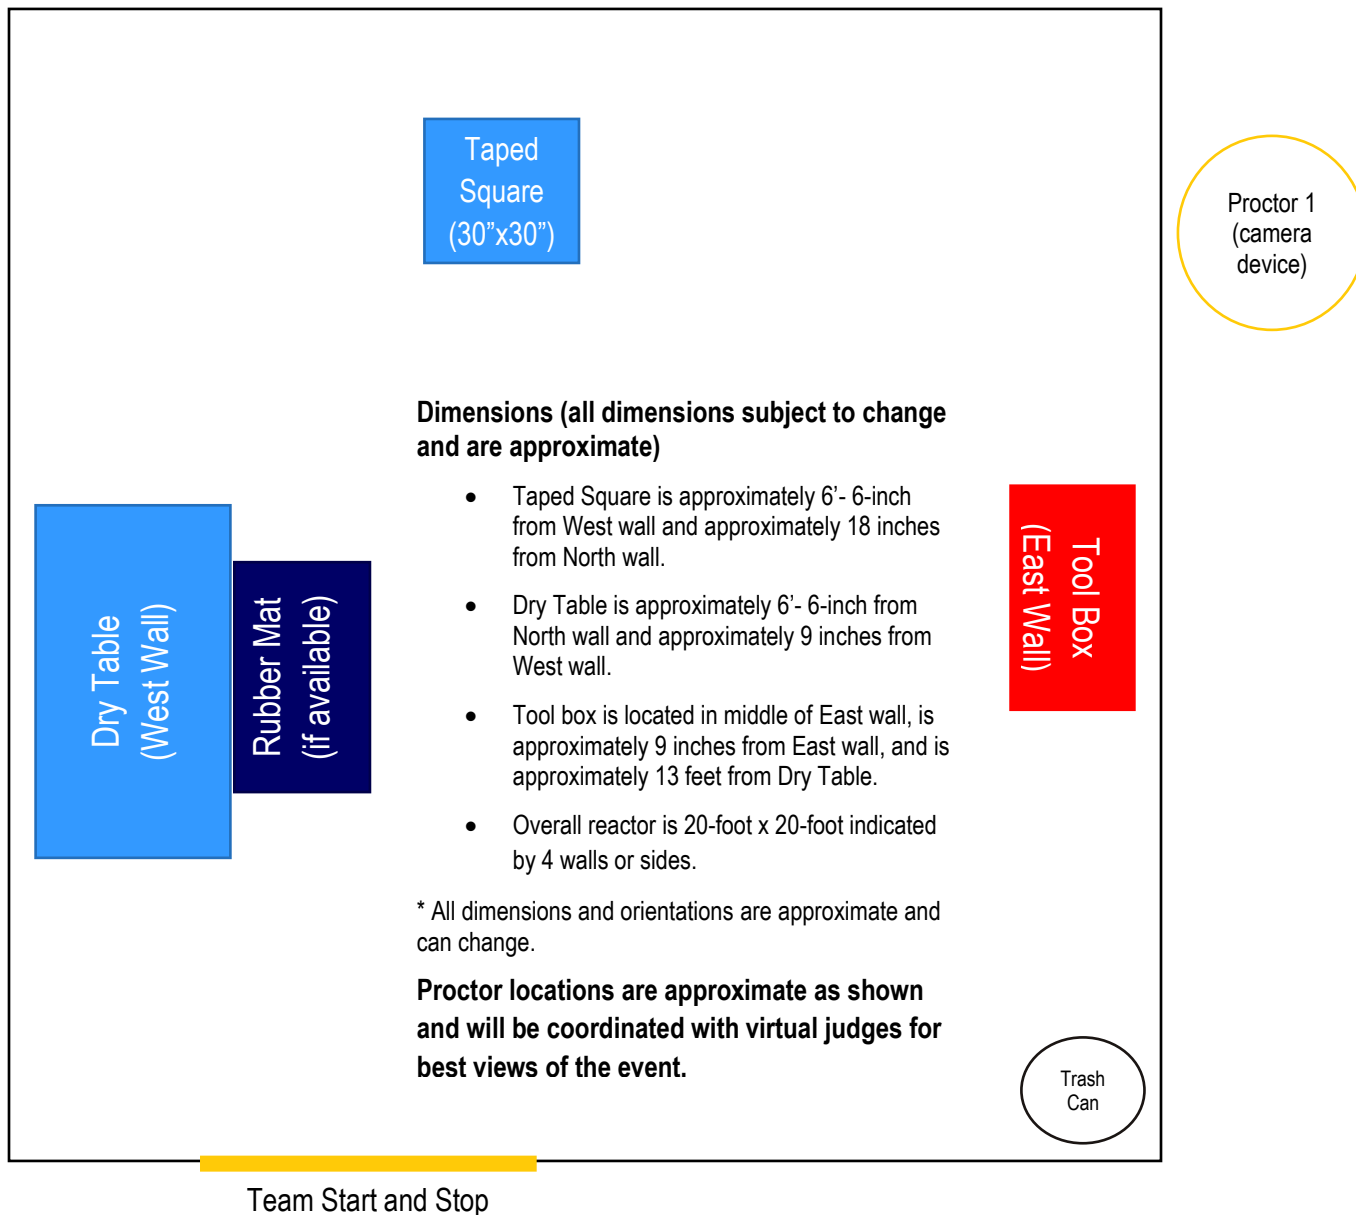 Taped
Square
(30”x30”)
Proctor 1
(camera
device)
Dimensions (all dimensions subject to change
and are approximate)
• Taped Square is approximately 6’- 6-inch
from West wall and approximately 18 inches
from North wall.
• Dry Table is approximately 6’- 6-inch from
North wall and approximately 9 inches from
West wall.
• Tool box is located in middle of East wall, is
approximately 9 inches from East wall, and is
approximately 13 feet from Dry Table.
• Overall reactor is 20-foot x 20-foot indicated
by 4 walls or sides.
* All dimensions and orientations are approximate and
can change.
Proctor locations are approximate as shown
and will be coordinated with virtual judges for
best views of the event.
Dry Table
(West Wall)
Rubber Mat
(if available)
Tool Box
(East Wall)
Trash
Can
Team Start and Stop